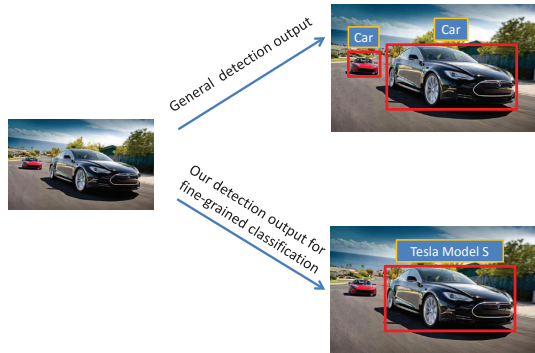 General detection output
Car
Car
Our detection output for
fine-grained classification
Tesla Model S